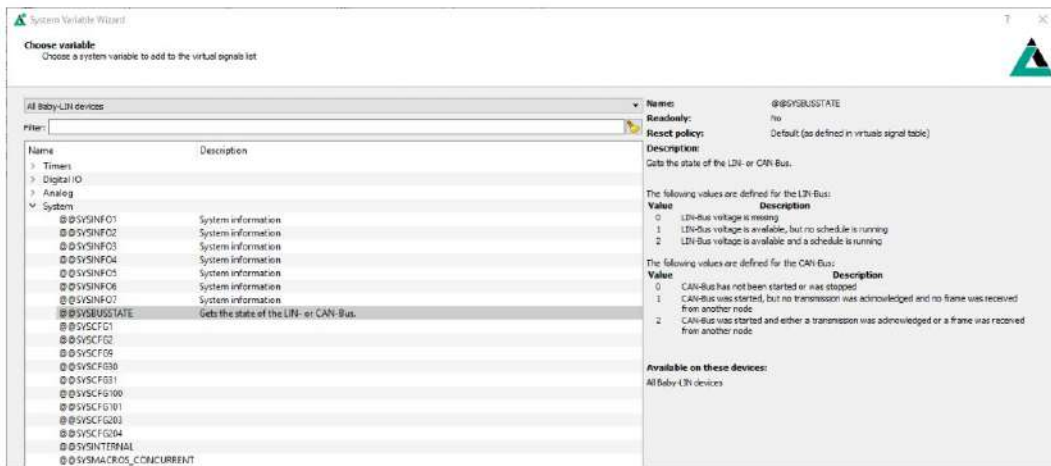 System Variable Wizard
?
Choose variable
Choose a system variable to add to the virtual signals list
All Baby-LIN devices
Filter:
Name Description
Timers
Digital IO
Analog
System
@@SYSINFO1 System information
@@SYSINFO2 System information
@@SYSINFO3 System information
@@SYSINFO4 System information
@@SYSINFO5 System information
@@SYSINFO6 System information
@@SYSINFO7 System information
@@SYSBUSSTATE Gets the state of the LIN- or CAN-Bus.
@@SYSCFG1
@@SYSCFG2
@@SYSCFG9
@@SYSCFG30
@@SYSCFG31
@@SYSCFG100
@@SYSCFG101
@@SYSCFG203
@@SYSCFG204
@@SYSINTERNAL
@@SYSMACROS_CONCURRENT
Name: @@SYSBUSSTATE
Readonly: No
Reset policy: Default (as defined in virtuals signal table)
Description:
Gets the state of the LIN- or CAN-Bus.
The following values are defined for the LIN-Bus:
Value Description
0 LIN-Bus voltage is missing
1 LIN-Bus voltage is available, but no schedule is running
2 LIN-Bus voltage is available and a schedule is running
The following values are defined for the CAN-Bus:
Value Description
0 CAN-Bus has not been started or was stopped
1 CAN-Bus was started, but no transmission was acknowledged and no frame was received
from another node
2 CAN-Bus was started and either a transmission was acknowledged or a frame was received
from another node
Available on these devices:
All Baby-LIN devices